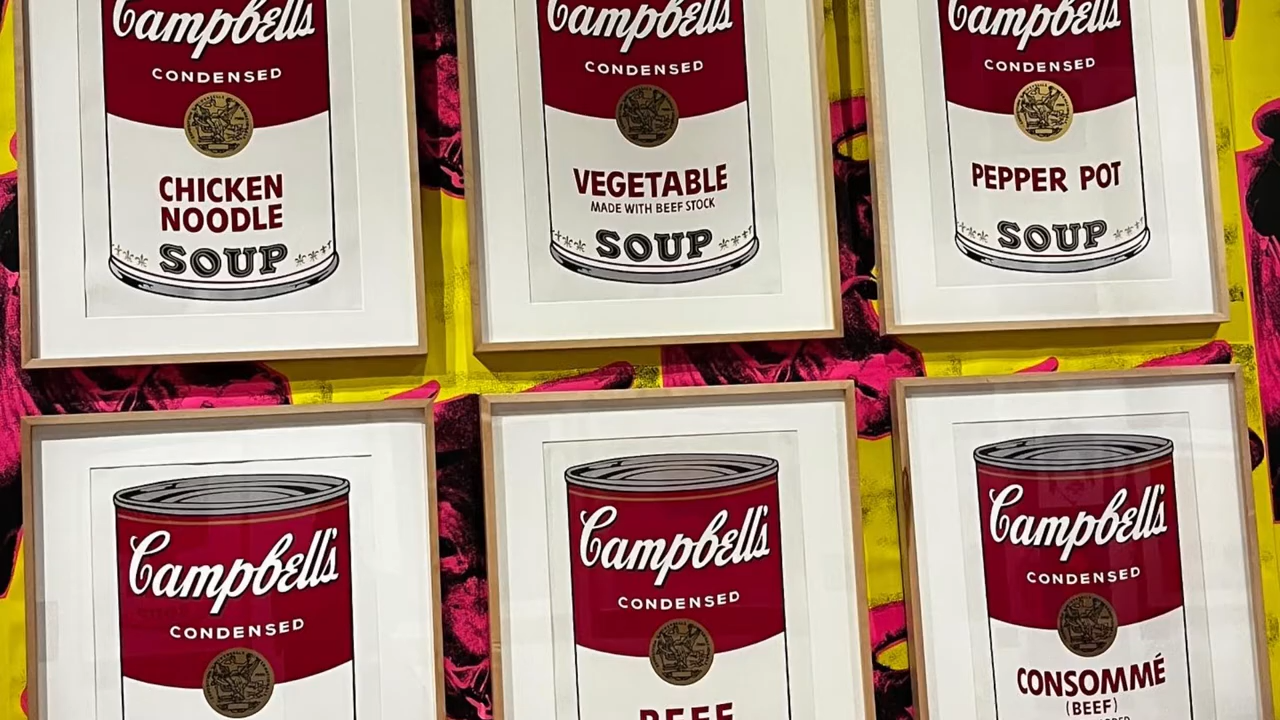 Campbell's
CONDENSED
CHICKEN
NOODLE
SOUP
Campbell's
CONDENSED
VEGETABLE
MADE WITH BEEF STOCK
SOUP
Campbell's
CONDENSED
PEPPER POT
SOUP
Campbell's
CONDENSED
Campbell's
CONDENSED
BEEF
Campbell's
CONDENSED
CONSOMMÉ
(BEEF)